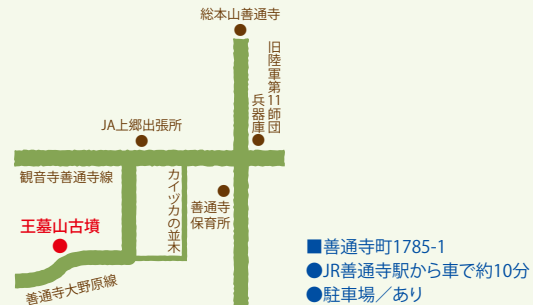 総本山善通寺
旧陸軍第11師団
兵器庫
JA上郷出張所
観音寺善通寺線
カイヅカの並木
善通寺
保育所
王墓山古墳
善通寺大野原線
■善通寺町1785-1
●JR善通寺駅から車で約10分
●駐車場／あり